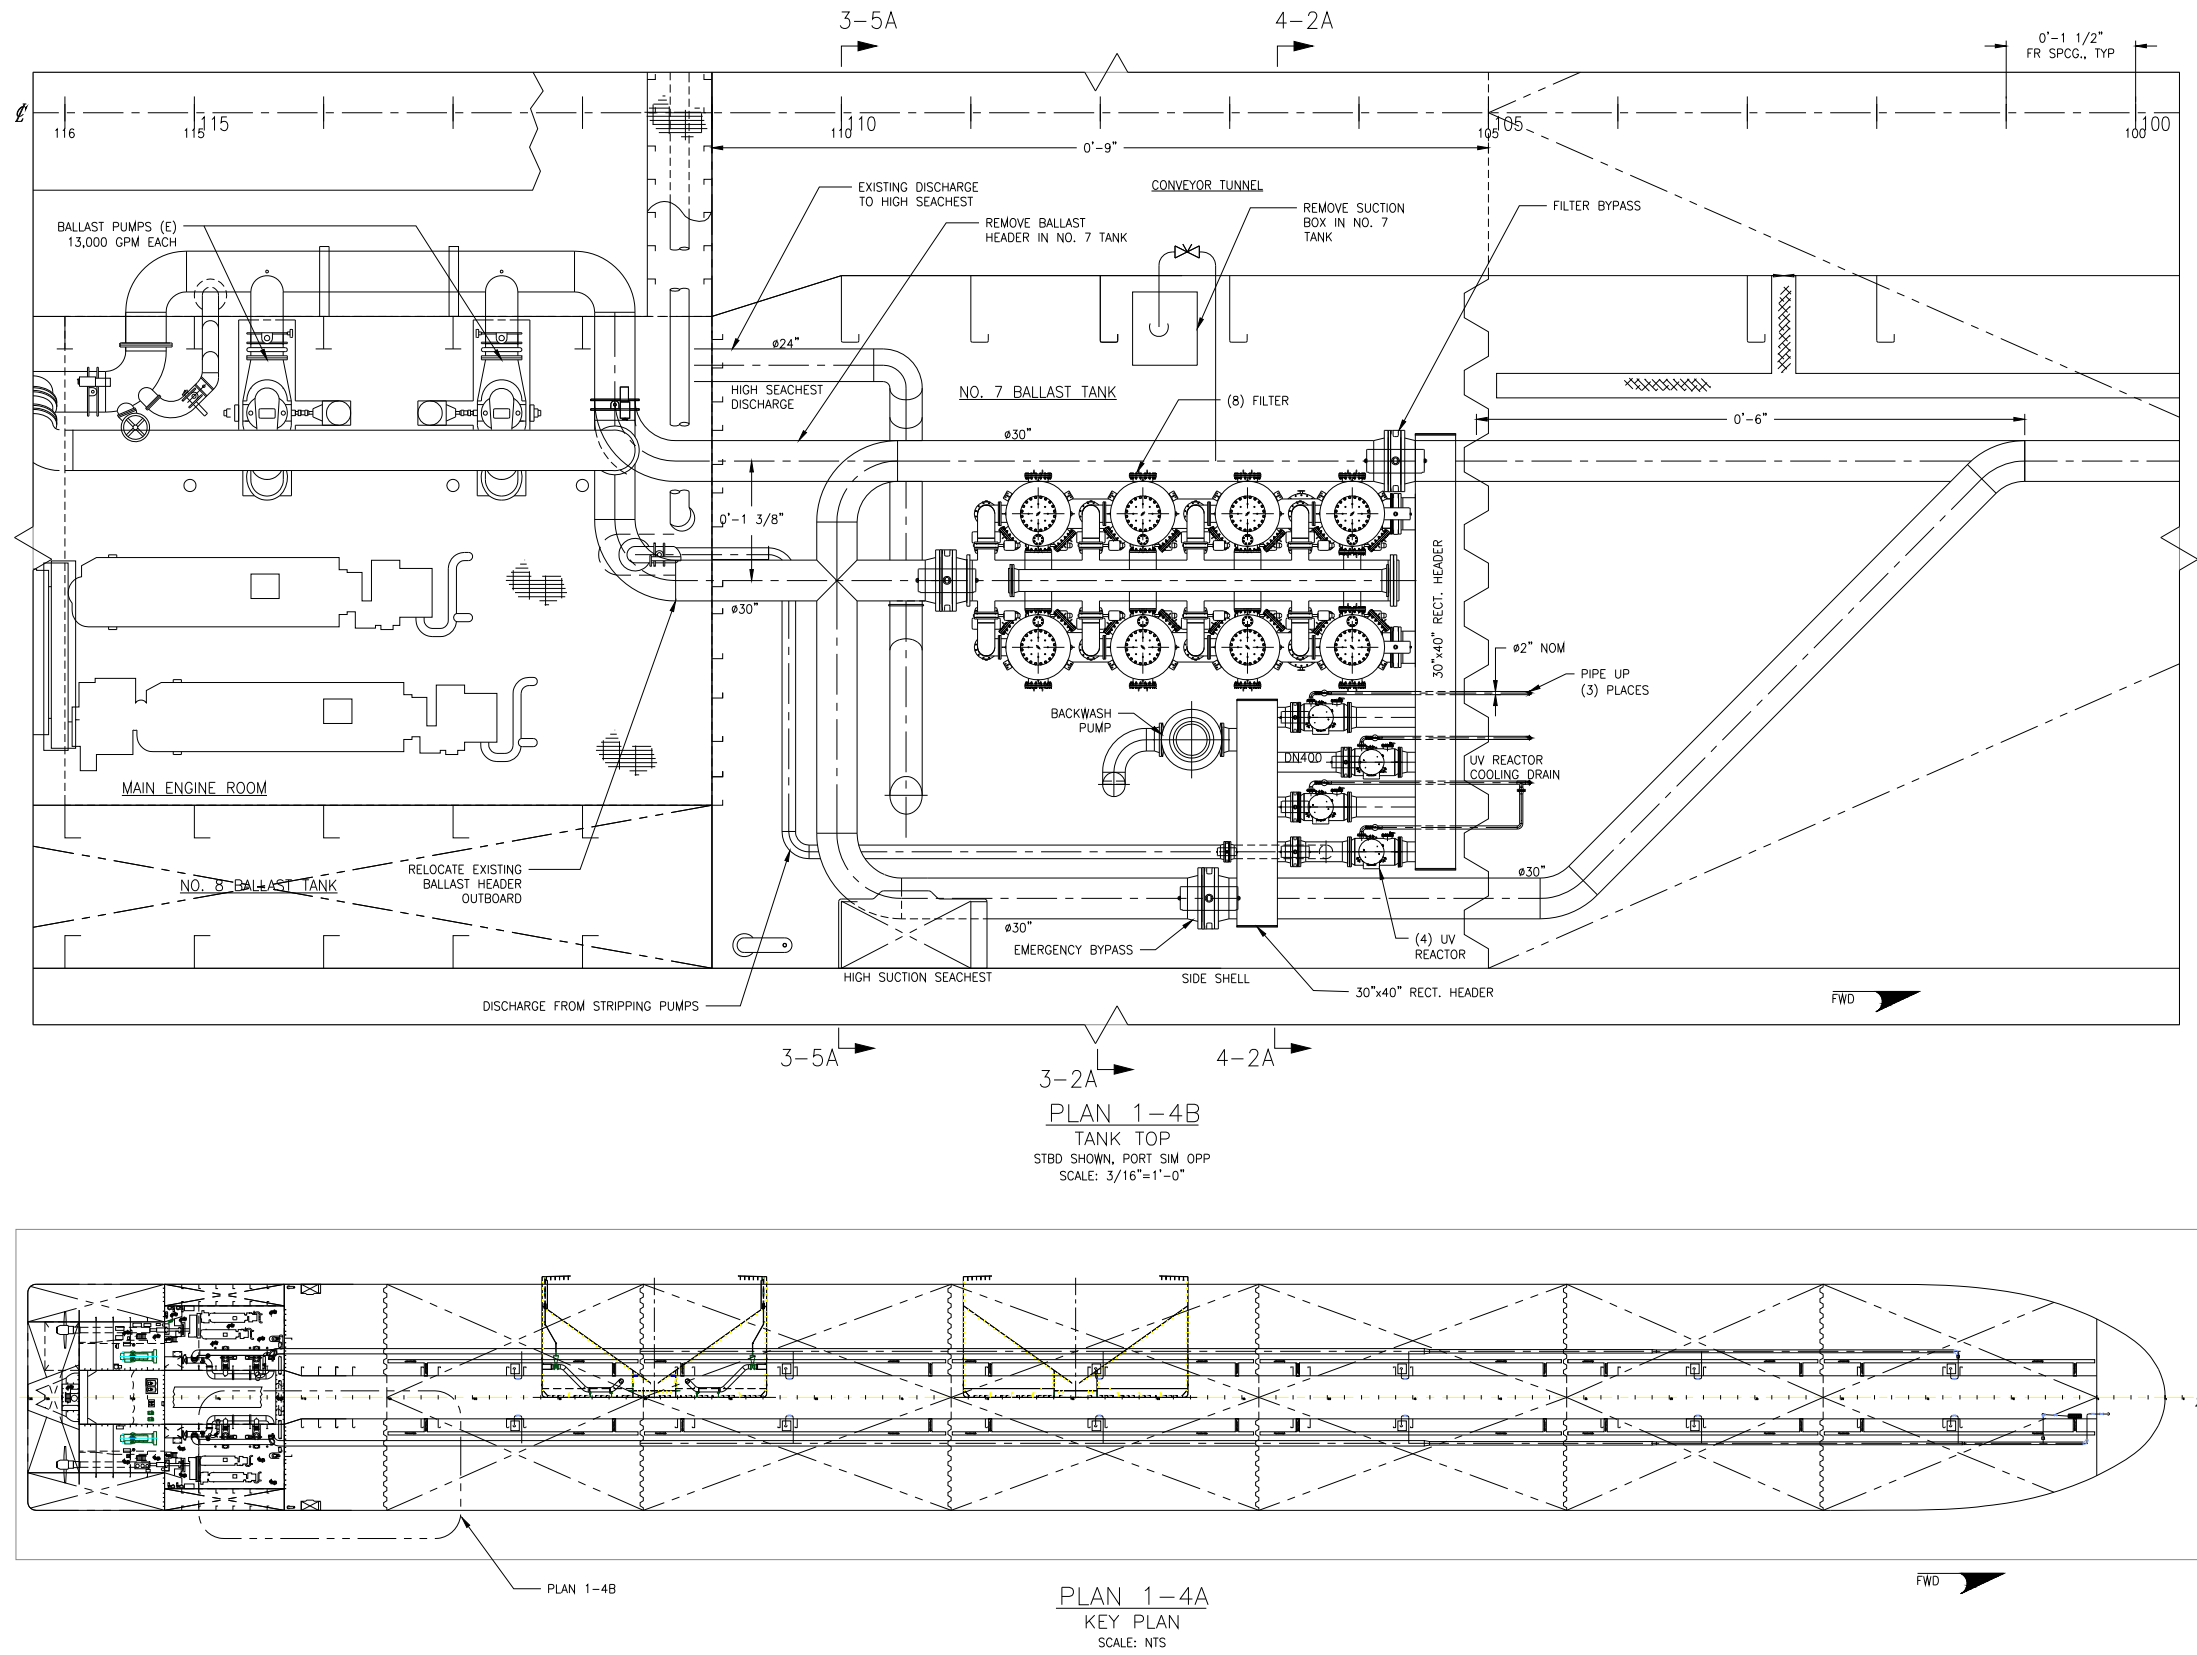 3-5A
4-2A
0'-1 1/2"
FR SPCG., TYP
℄
116
115
115
110
110
105
105
100
100
0'-9"
EXISTING DISCHARGE
TO HIGH SEACHEST
CONVEYOR TUNNEL
REMOVE BALLAST
HEADER IN NO. 7 TANK
REMOVE SUCTION
BOX IN NO. 7
TANK
FILTER BYPASS
BALLAST PUMPS (E)
13,000 GPM EACH
ø24"
HIGH SEACHEST
DISCHARGE
NO. 7 BALLAST TANK
(8) FILTER
0'-6"
ø30"
0'-1 3/8"
30"x40" RECT. HEADER
ø30"
ø2" NOM
PIPE UP
(3) PLACES
BACKWASH
PUMP
DN400
UV REACTOR
COOLING DRAIN
MAIN ENGINE ROOM
RELOCATE EXISTING
BALLAST HEADER
OUTBOARD
NO. 8 BALLAST TANK
ø30"
ø30"
EMERGENCY BYPASS
(4) UV
REACTOR
HIGH SUCTION SEACHEST
SIDE SHELL
DISCHARGE FROM STRIPPING PUMPS
30"x40" RECT. HEADER
FWD
3-5A
3-2A
4-2A
PLAN 1-4B
TANK TOP
STBD SHOWN, PORT SIM OPP
SCALE: 3/16"=1'-0"
PLAN 1-4B
FWD
PLAN 1-4A
KEY PLAN
SCALE: NTS